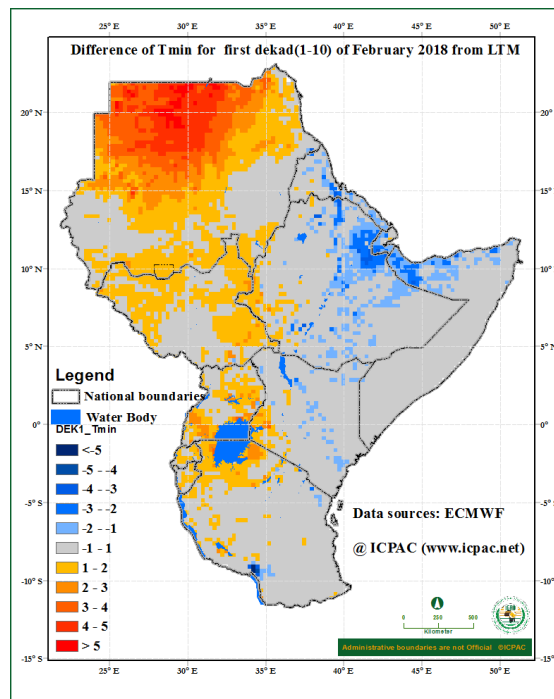 Difference of Tmin for first dekad(1-10) of February 2018 from LTM
20° N
15° N
10° N
5° N
0°
-5° S
-10° S
-15° S
25° E
30° E
35° E
40° E
45° E
50° E
20° N
15° N
10° N
5° N
0°
-5° S
-10° S
-15° S
25° E
30° E
35° E
40° E
45° E
50° E
Legend
National boundaries
Water Body
DEK1_Tmin
<-5
-5 - -4
-4 - -3
-3 - -2
-2 - -1
-1 - 1
1 - 2
2 - 3
3 - 4
4 - 5
> 5
Data sources: ECMWF
@ ICPAC (www.icpac.net)
0 250 500
Kilometer
Administrative boundaries are not Official ©ICPAC